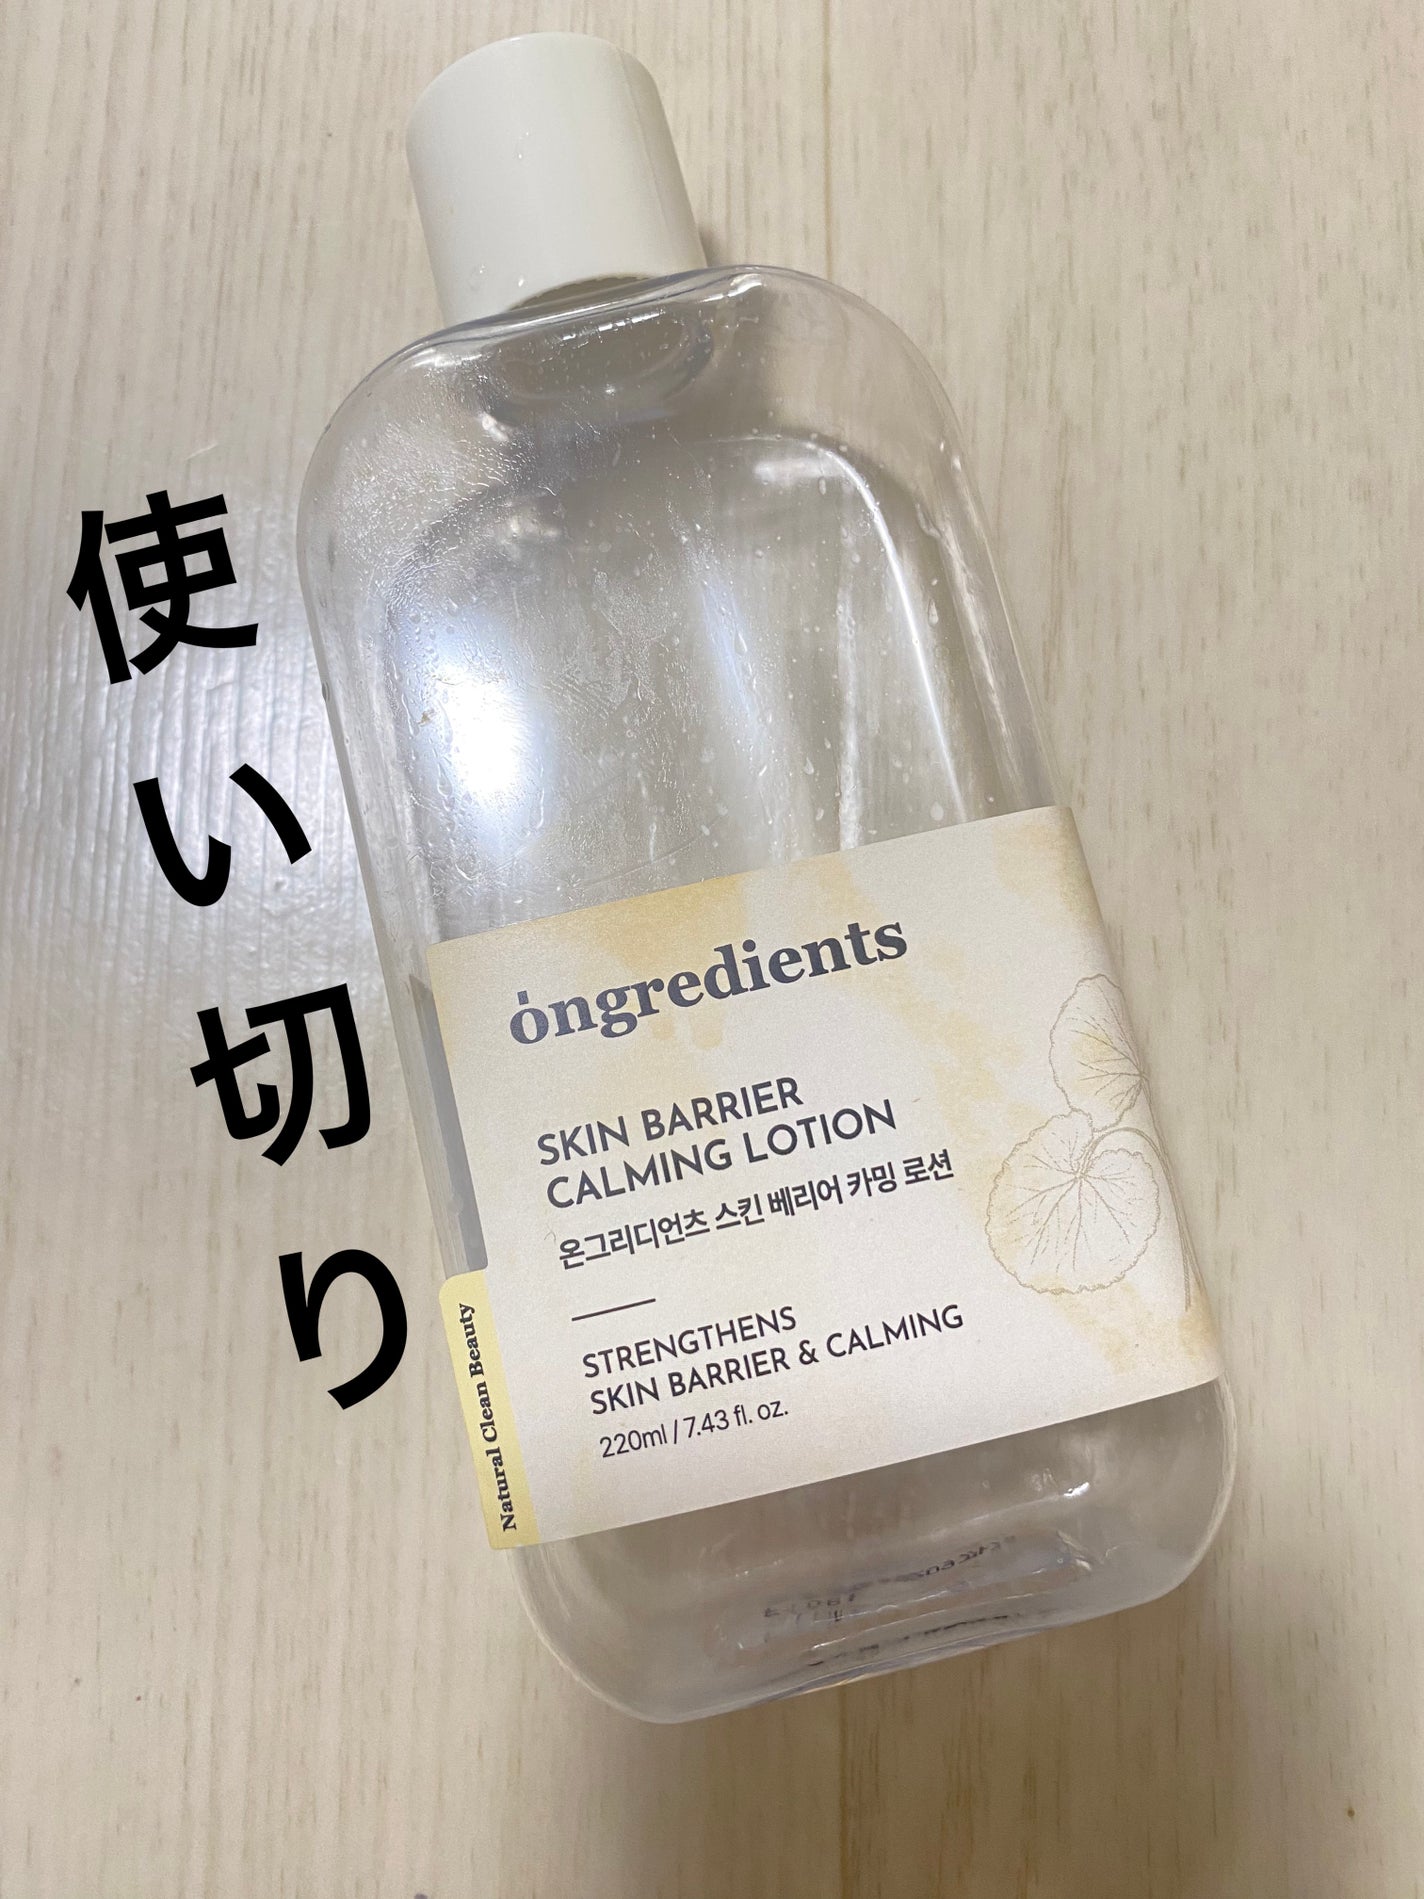 使い切り
ongredients
SKIN BARRIER
CALMING LOTION
온그리디언츠 스킨 베리어 카밍 로션
STRENGTHENS
SKIN BARRIER & CALMING
220ml / 7.43 fl. oz.
Natural Clean Beauty